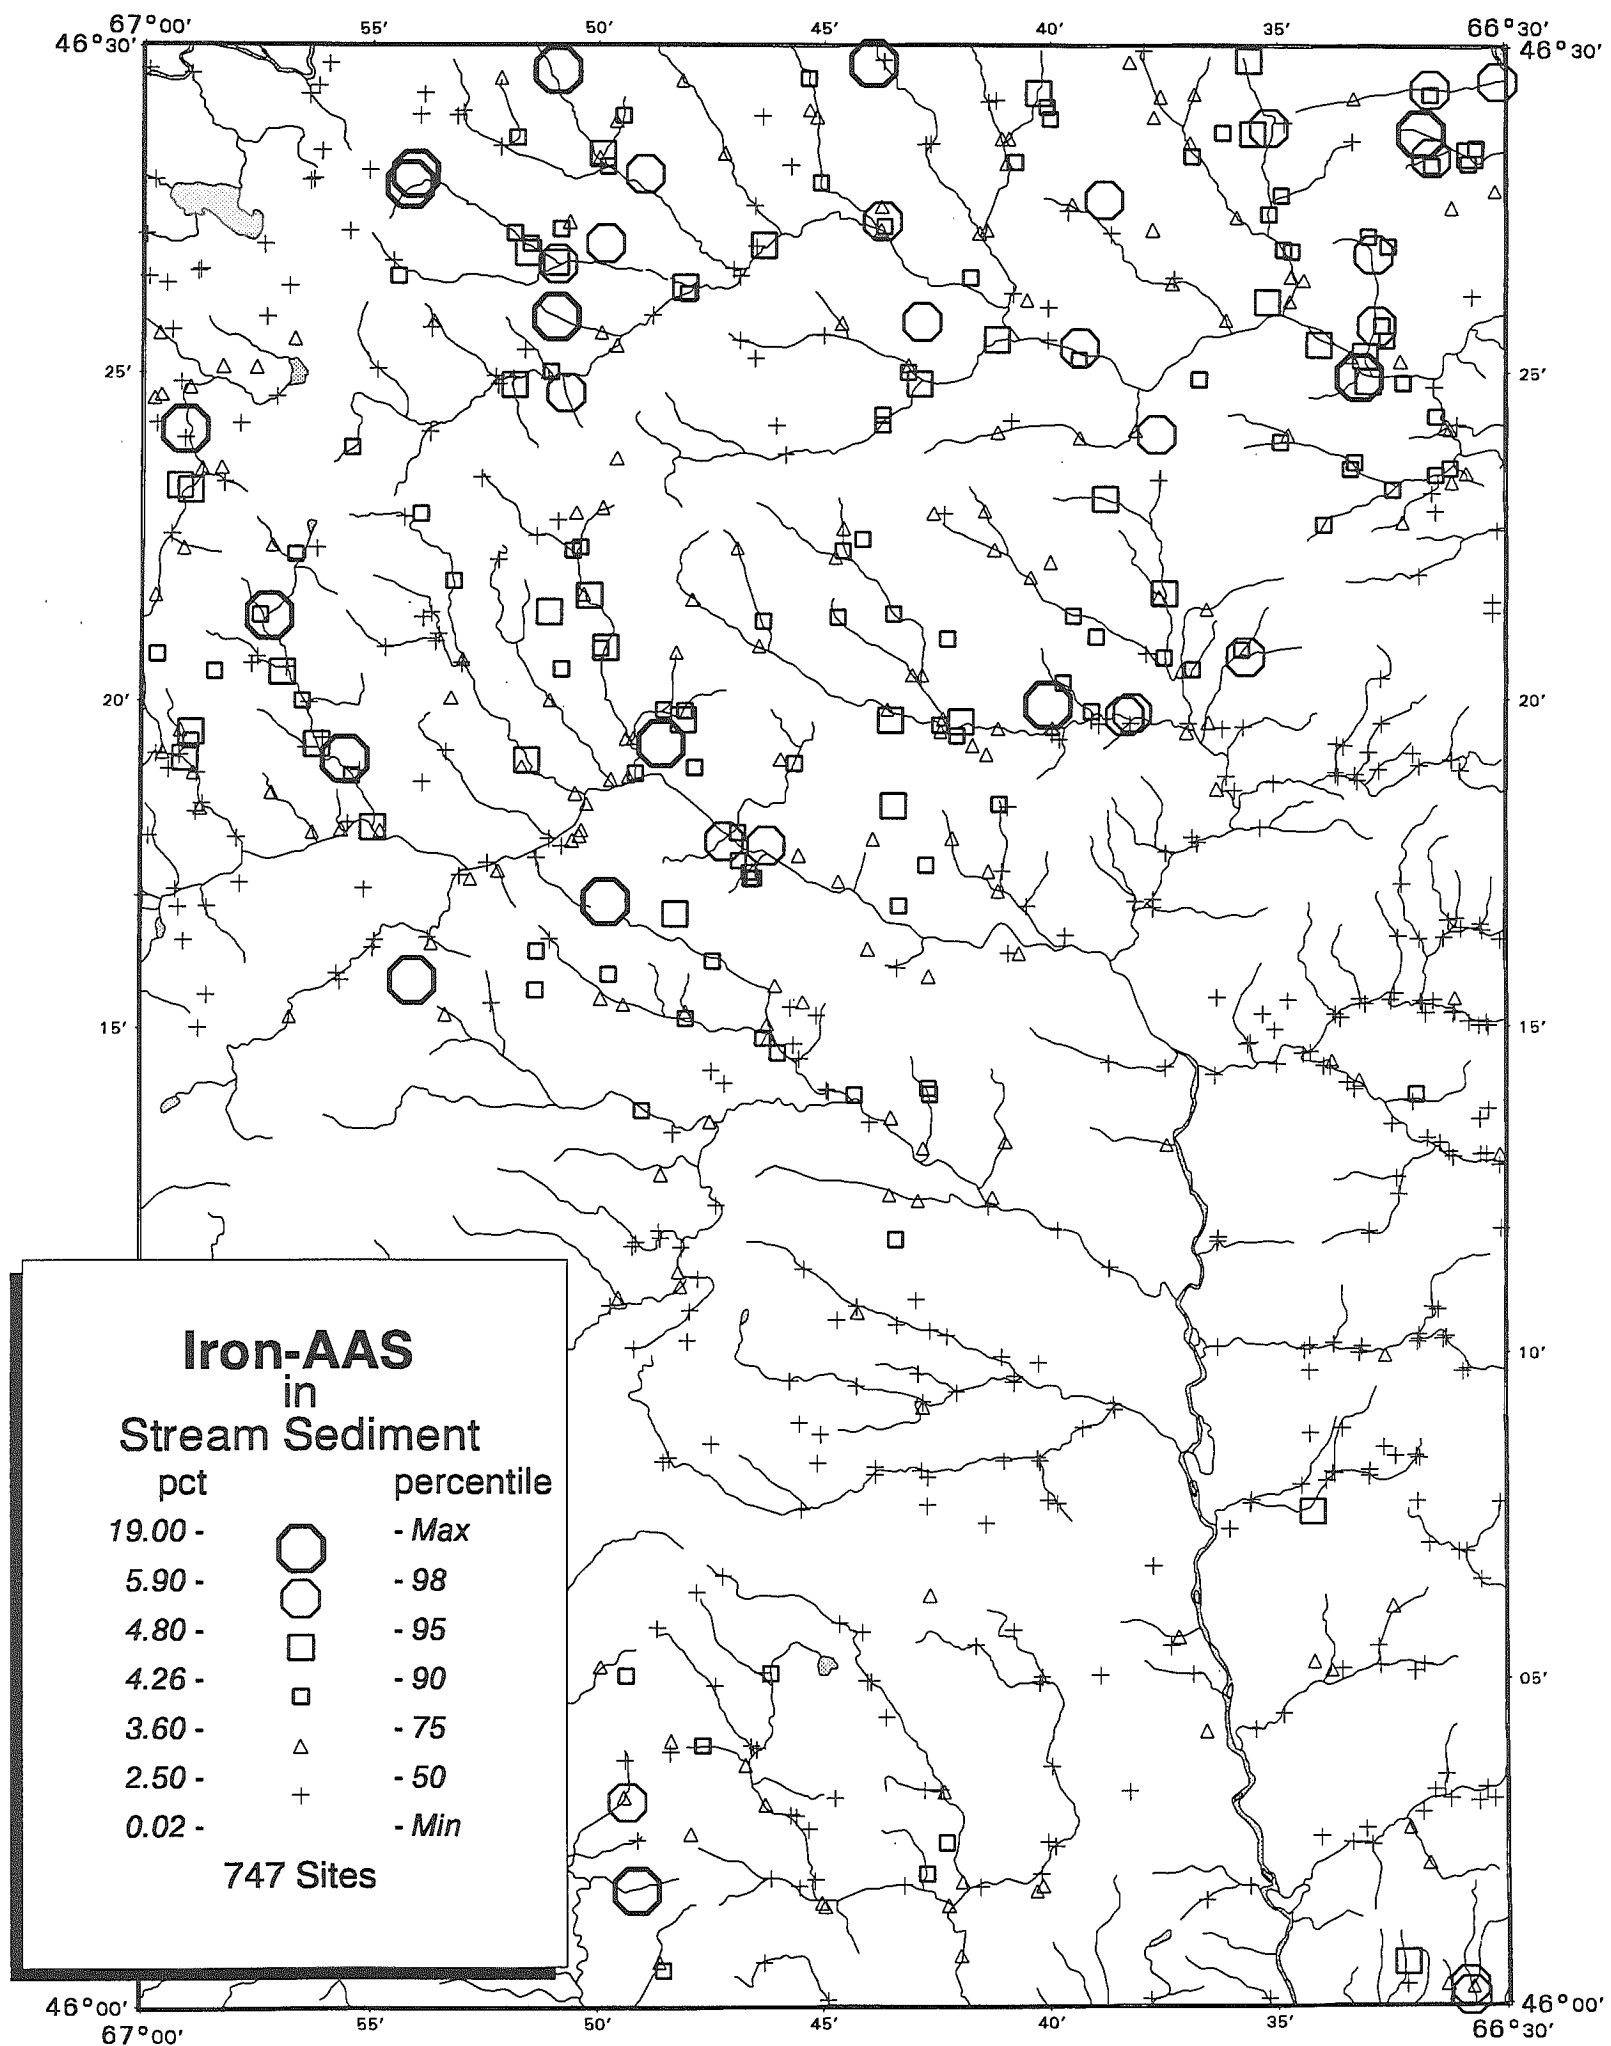 67°00′ 55′ 50′ 45′ 40′ 35′ 66°30′
46°30′ 46°30′
25′ 25′
20′ 20′
15′ 15′
10′
05′
Iron-AAS
in
Stream Sediment
pct percentile
19.00 - - Max
5.90 - - 98
4.80 - - 95
4.26 - - 90
3.60 - - 75
2.50 - - 50
0.02 - - Min
747 Sites
46°00′ 46°00′
67°00′ 55′ 50′ 45′ 40′ 35′ 66°30′